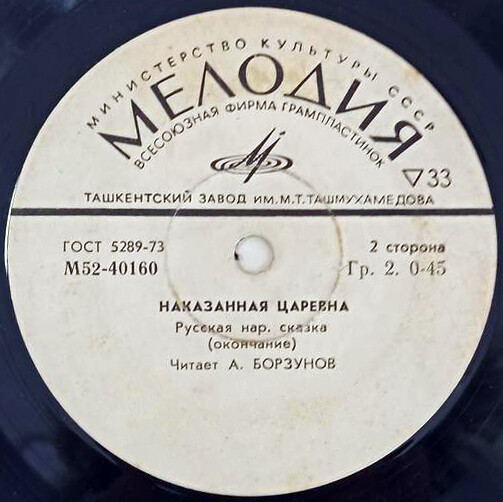 МИНИСТЕРСТВО КУЛЬТУРЫ СССР
МЕЛОДИЯ
ВСЕСОЮЗНАЯ ФИРМА ГРАМПЛАСТИНОК
▽33
ТАШКЕНТСКИЙ ЗАВОД ИМ. М.Т. ТАШМУХАМЕДОВА
ГОСТ 5289-73
2 сторона
М52-40160
Гр. 2. 0-45
НАКАЗАННАЯ ЦАРЕВНА
Русская нар. сказка
(окончание)
Читает А. БОРЗУНОВ